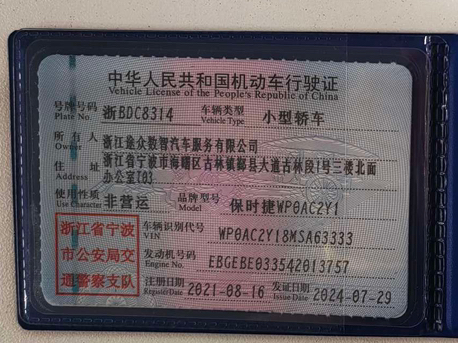 中华人民共和国机动车行驶证
Vehicle License of the People's Republic of China
号牌号码 浙BDC8314 车辆类型 小型轿车
Plate No. Vehicle Type
所有人 浙江途众数智汽车服务有限公司
Owner
住址 浙江省宁波市海曙区古林镇鄞县大道古林段1号三楼北面
Address 办公室103
使用性质 非营运 品牌型号 保时捷WP0AC2Y1
Use Character Model
浙江省宁波 车辆识别代号 WP0AC2Y18MSA63333
VIN
市公安局交 发动机号码 EBGEBE033542013757
Engine No.
通警察支队 注册日期 2021-08-16 发证日期 2024-07-29
Register Date Issue Date